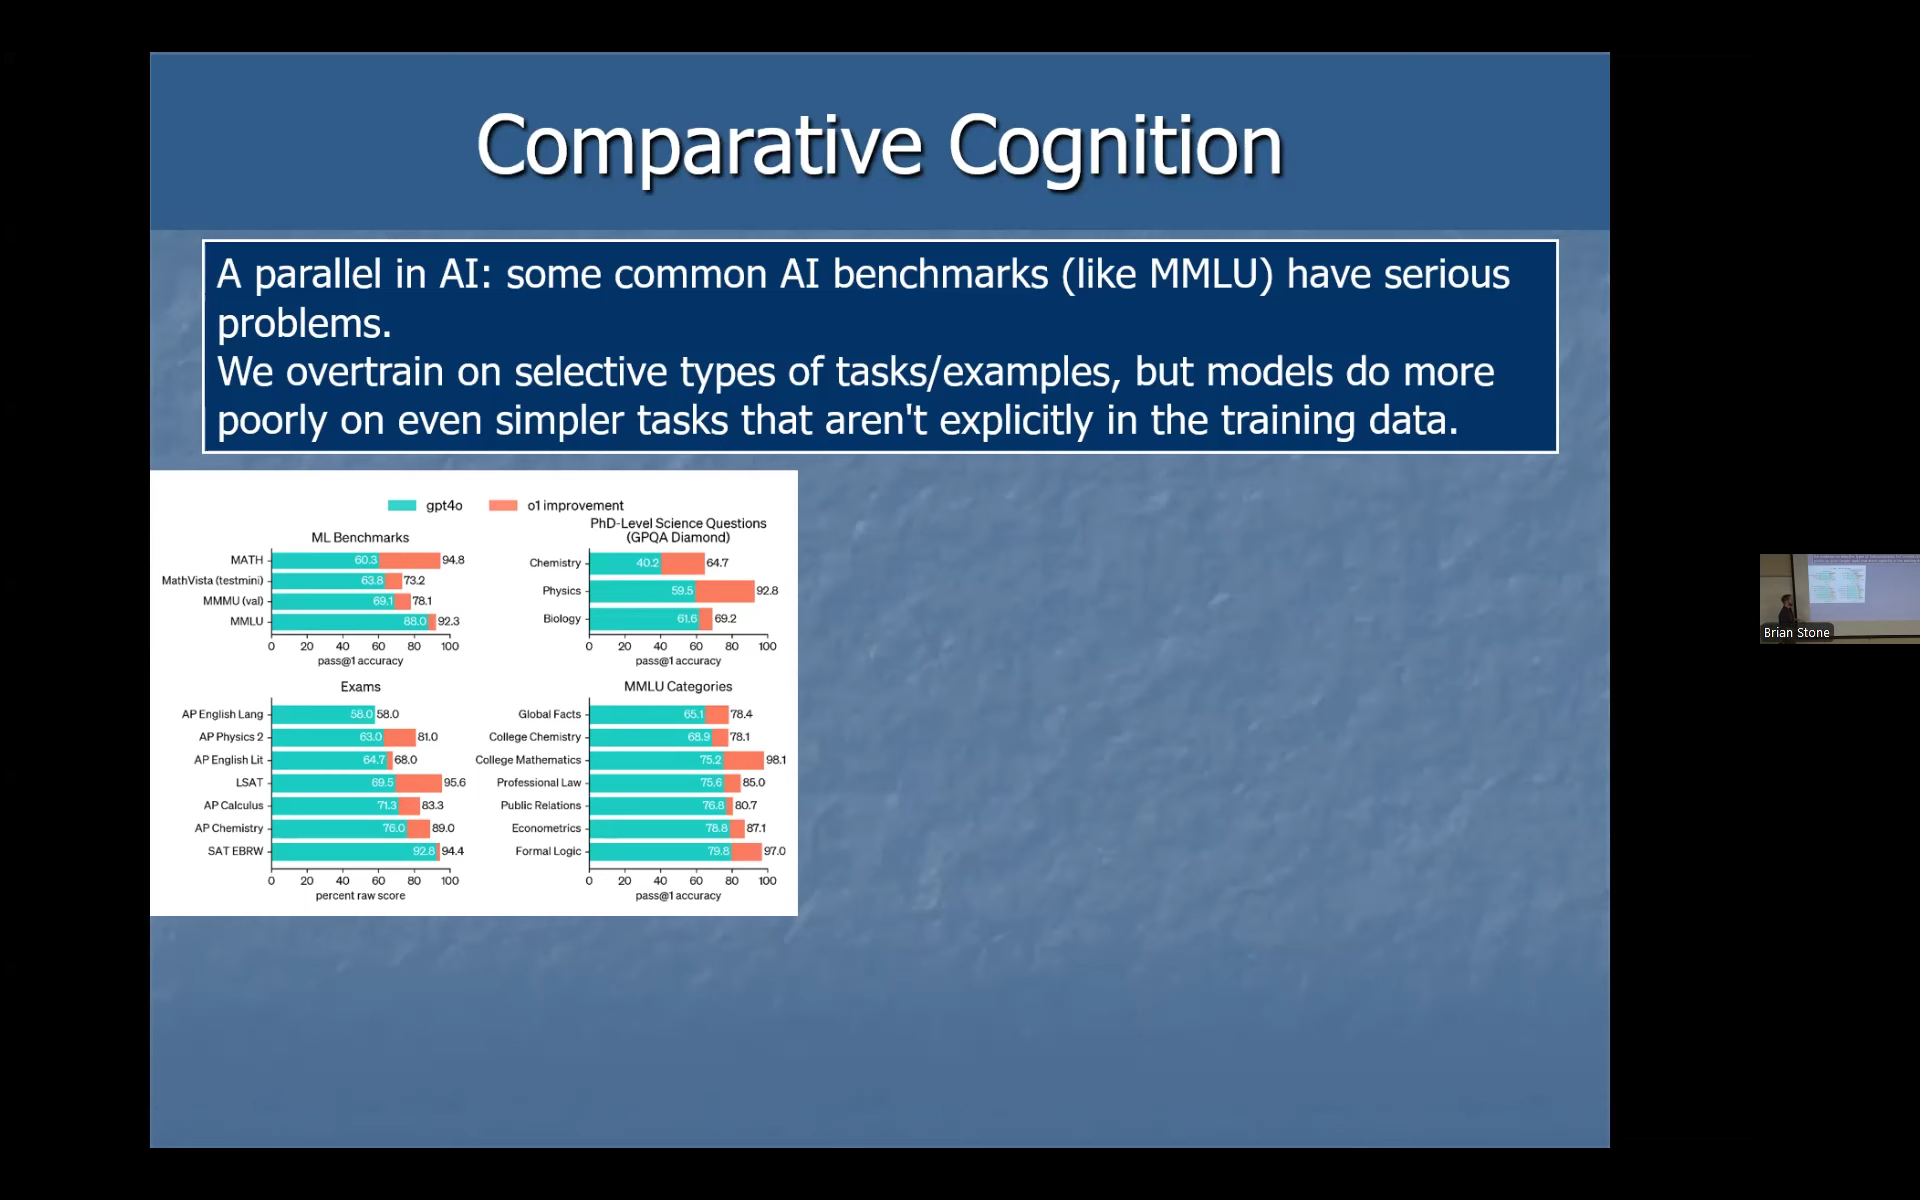 Comparative Cognition
A parallel in AI: some common AI benchmarks (like MMLU) have serious
problems.
We overtrain on selective types of tasks/examples, but models do more
poorly on even simpler tasks that aren't explicitly in the training data.
gpt4o
o1 improvement
ML Benchmarks
MATH 60.3 94.8
MathVista (testmini) 63.8 73.2
MMMU (val) 69.1 78.1
MMLU 88.0 92.3
0 20 40 60 80 100
pass@1 accuracy
PhD-Level Science Questions
(GPQA Diamond)
Chemistry 40.2 64.7
Physics 59.5 92.8
Biology 61.6 69.2
0 20 40 60 80 100
pass@1 accuracy
Exams
AP English Lang 58.0 58.0
AP Physics 2 63.0 81.0
AP English Lit 64.7 68.0
LSAT 69.5 95.6
AP Calculus 71.3 83.3
AP Chemistry 76.0 89.0
SAT EBRW 92.8 94.4
0 20 40 60 80 100
percent raw score
MMLU Categories
Global Facts 65.1 78.4
College Chemistry 68.9 78.1
College Mathematics 75.2 98.1
Professional Law 75.6 85.0
Public Relations 76.8 80.7
Econometrics 78.8 87.1
Formal Logic 79.8 97.0
0 20 40 60 80 100
pass@1 accuracy
Brian Stone